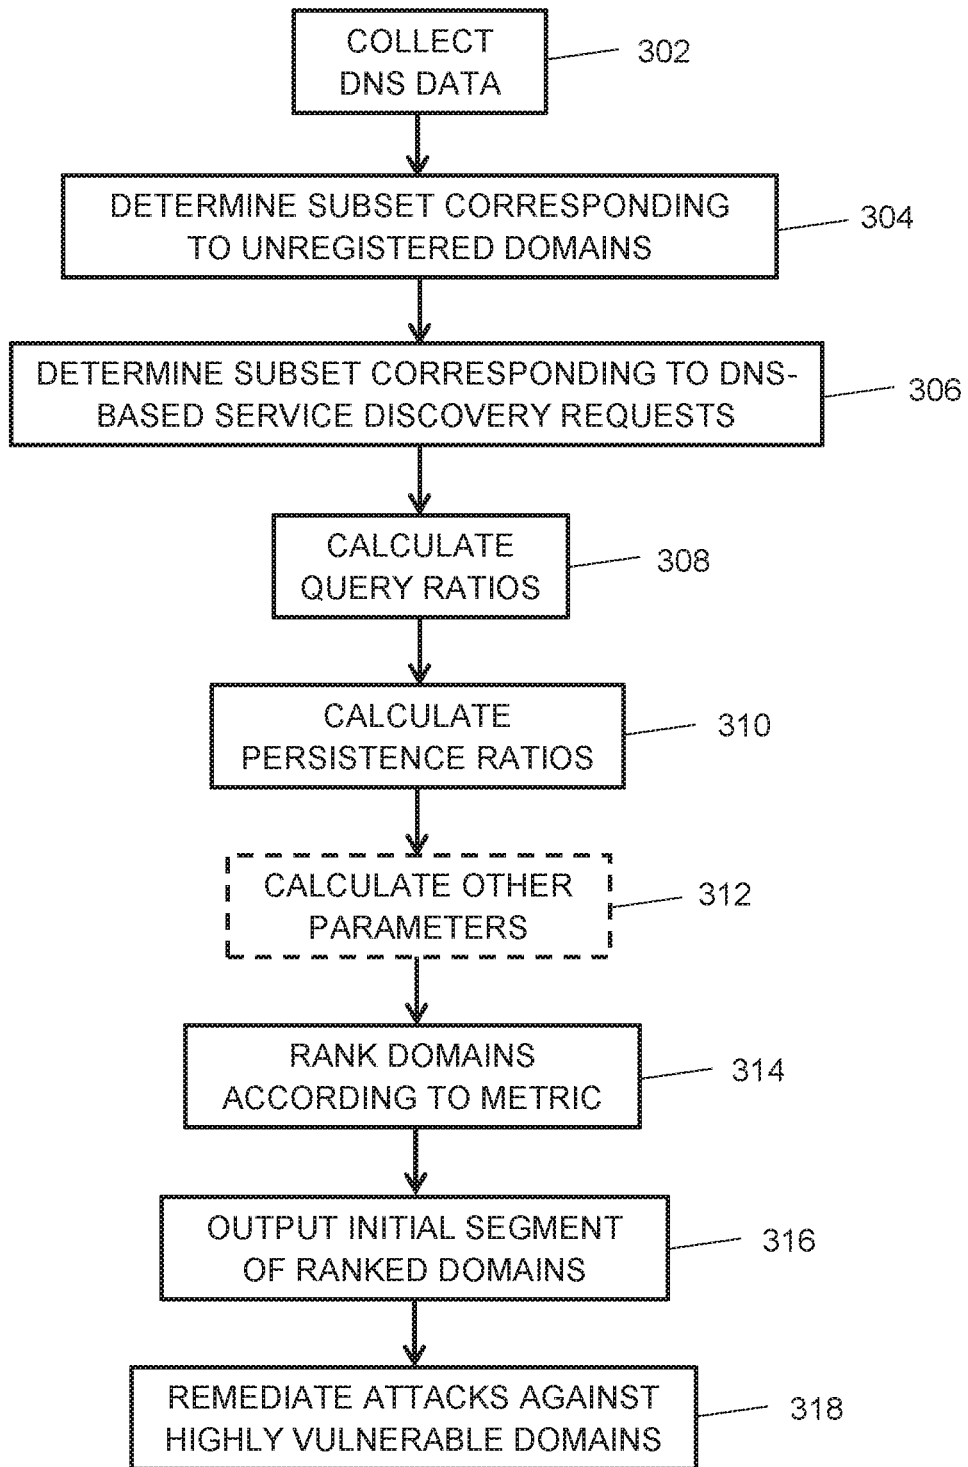 COLLECT
DNS DATA
302
DETERMINE SUBSET CORRESPONDING
TO UNREGISTERED DOMAINS
304
DETERMINE SUBSET CORRESPONDING TO DNS-
BASED SERVICE DISCOVERY REQUESTS
306
CALCULATE
QUERY RATIOS
308
CALCULATE
PERSISTENCE RATIOS
310
CALCULATE OTHER
PARAMETERS
312
RANK DOMAINS
ACCORDING TO METRIC
314
OUTPUT INITIAL SEGMENT
OF RANKED DOMAINS
316
REMEDIATE ATTACKS AGAINST
HIGHLY VULNERABLE DOMAINS
318